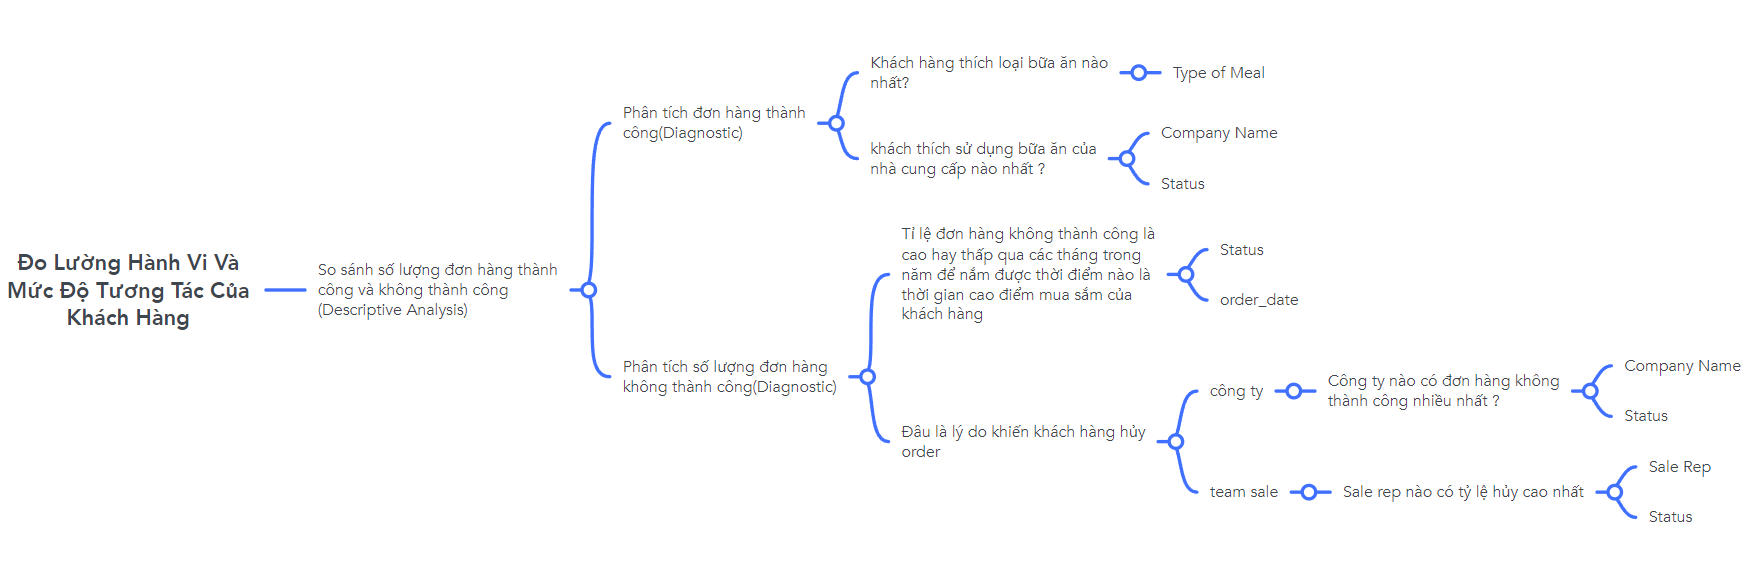 Đo Lường Hành Vi Và
Mức Độ Tương Tác Của
Khách Hàng
So sánh số lượng đơn hàng thành
công và không thành công
(Descriptive Analysis)
Phân tích đơn hàng thành
công(Diagnostic)
Khách hàng thích loại bữa ăn nào
nhất?
Type of Meal
khách thích sử dụng bữa ăn của
nhà cung cấp nào nhất ?
Company Name
Status
Phân tích số lượng đơn hàng
không thành công(Diagnostic)
Tỉ lệ đơn hàng không thành công là
cao hay thấp qua các tháng trong
năm để nắm được thời điểm nào là
thời gian cao điểm mua sắm của
khách hàng
Status
order_date
Đâu là lý do khiến khách hàng hủy
order
công ty
Công ty nào có đơn hàng không
thành công nhiều nhất ?
Company Name
Status
team sale
Sale rep nào có tỷ lệ hủy cao nhất
Sale Rep
Status